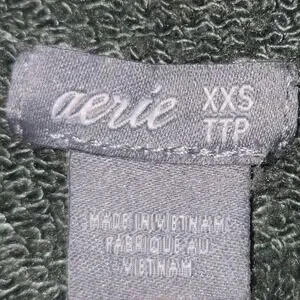 aerie XXS
TTP
MADE IN VIETNAM/
FABRIQUE AU
VIETNAM